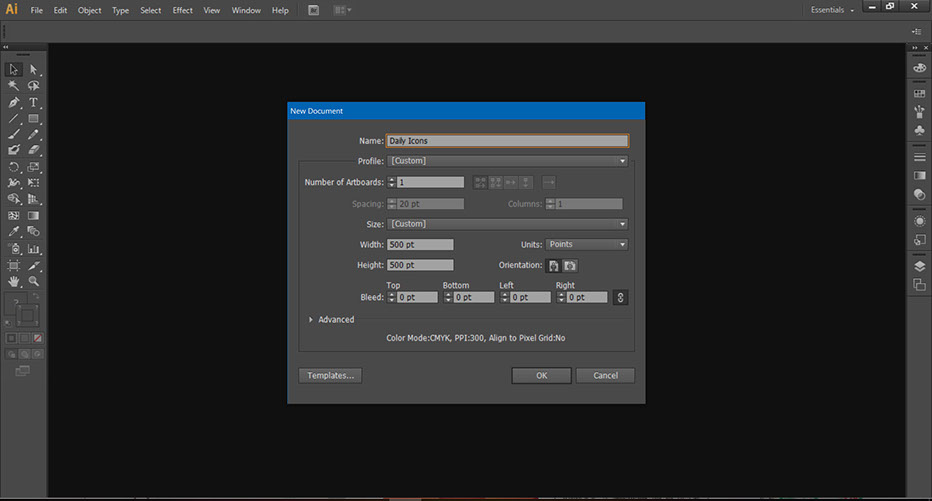 Ai File Edit Object Type Select Effect View Window Help Br Essentials
New Document
Name: Daily Icons
Profile: [Custom]
Number of Artboards: 1
Spacing: 20 pt Columns: 1
Size: [Custom]
Width: 500 pt Units: Points
Height: 500 pt Orientation:
Top Bottom Left Right
Bleed: 0 pt 0 pt 0 pt 0 pt
Advanced
Color Mode:CMYK, PPI:300, Align to Pixel Grid:No
Templates... OK Cancel